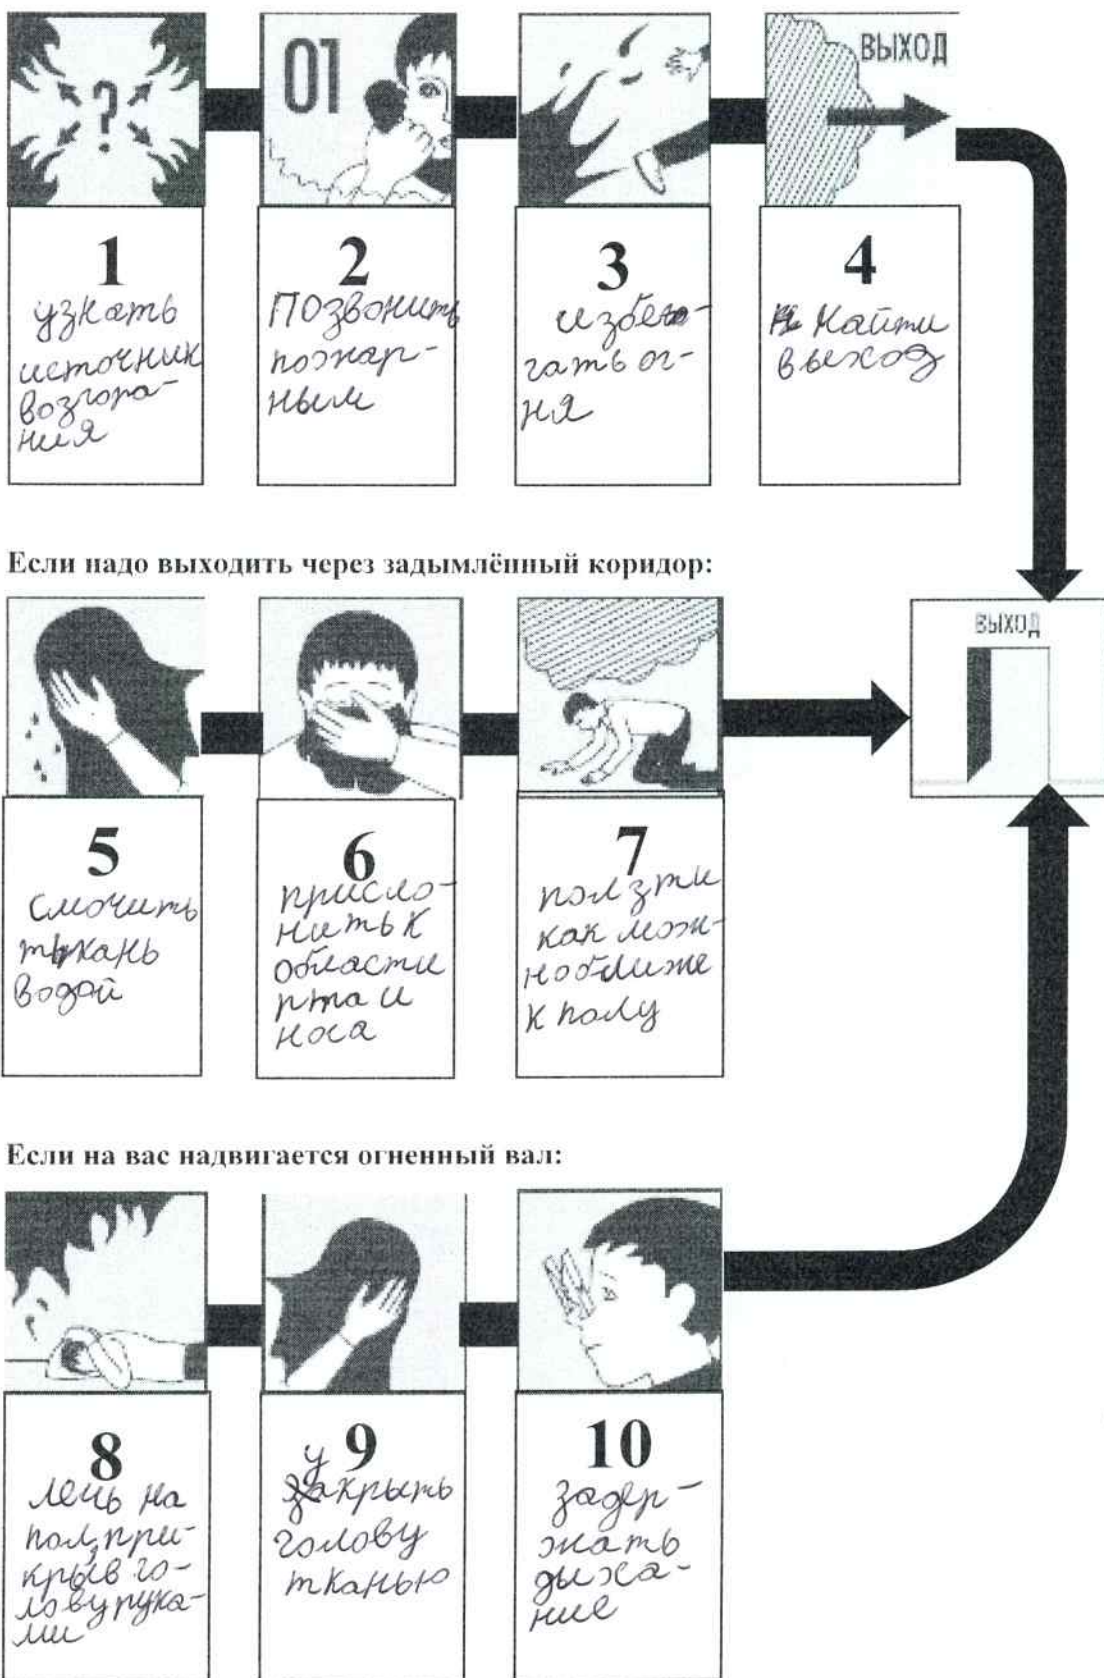 01
ВЫХОД
1
узнать
источник
возгора-
ния
2
позвонить
пожар-
ным
3
избе-
гать ог-
ня
4
найти
выход
Если надо выходить через задымлённый коридор:
ВЫХОД
5
смочить
ткань
водой
6
присло-
нить к
области
рта и
носа
7
ползти
как мож-
но ближе
к полу
Если на вас надвигается огненный вал:
8
лечь на
пол, при-
крыв го-
лову рука-
ми
9
укрыть
голову
тканью
10
задер-
жать
дыха-
ние